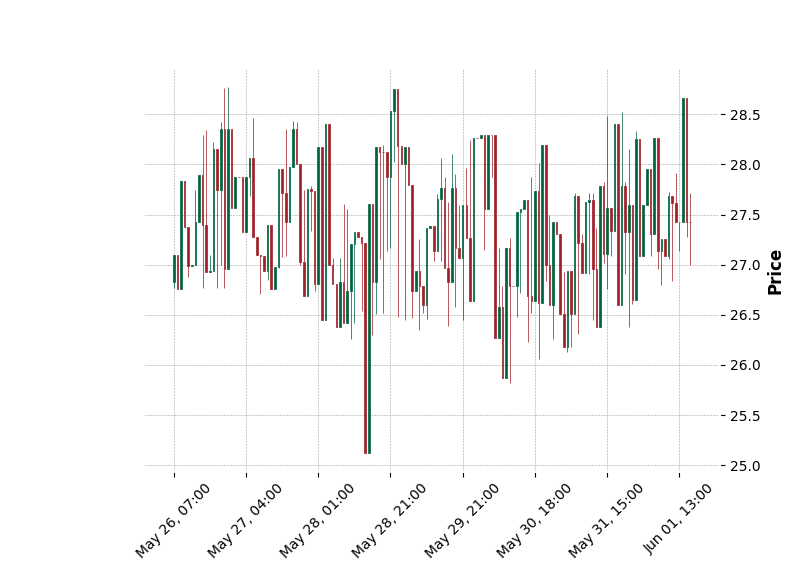 28.5
28.0
27.5
27.0
26.5
26.0
25.5
25.0
Price
May 26, 07:00
May 27, 04:00
May 28, 01:00
May 28, 21:00
May 29, 21:00
May 30, 18:00
May 31, 15:00
Jun 01, 13:00